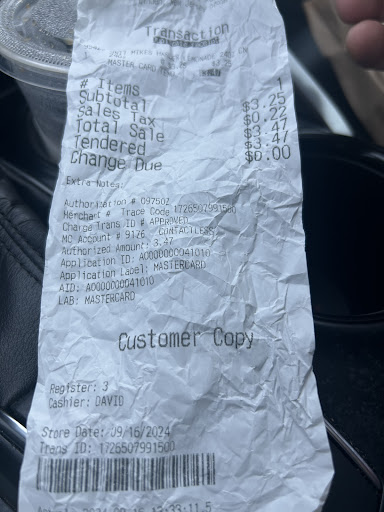 Transaction
MASTER CARD
# Items 1
Subtotal $3.25
Sales Tax $0.22
Total Sale $3.47
Tendered $3.47
Change Due $0.00
Extra Notes:
Authorization # 097502
Merchant # Trace Code 1726507991500
Charge Trans ID # APPROVED
MC Account # 9126 CONTACTLESS
Authorized Amount: 3.47
Application ID: A0000000041010
Application Label: MASTERCARD
AID: A0000000041010
LAB: MASTERCARD
Customer Copy
Register: 3
Cashier: DAVID
Store Date: 09/16/2024
Trans ID: 1726507991500